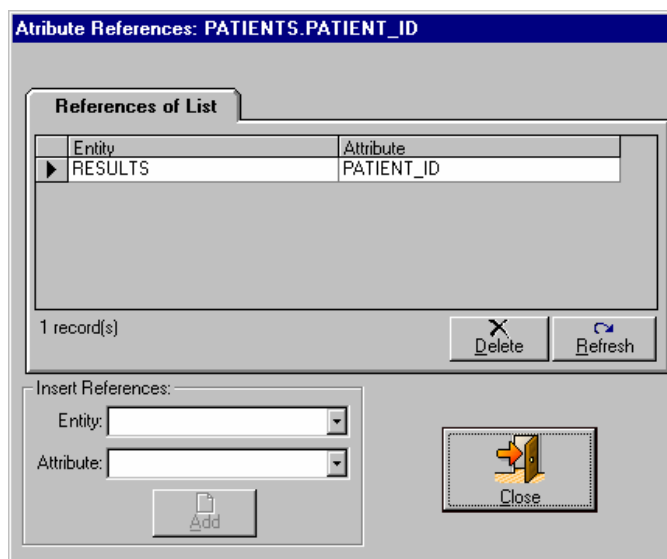 Atribute References: PATIENTS.PATIENT_ID
References of List
Entity Attribute
RESULTS PATIENT_ID
1 record(s)
Delete Refresh
Insert References:
Entity:
Attribute:
Add
Close